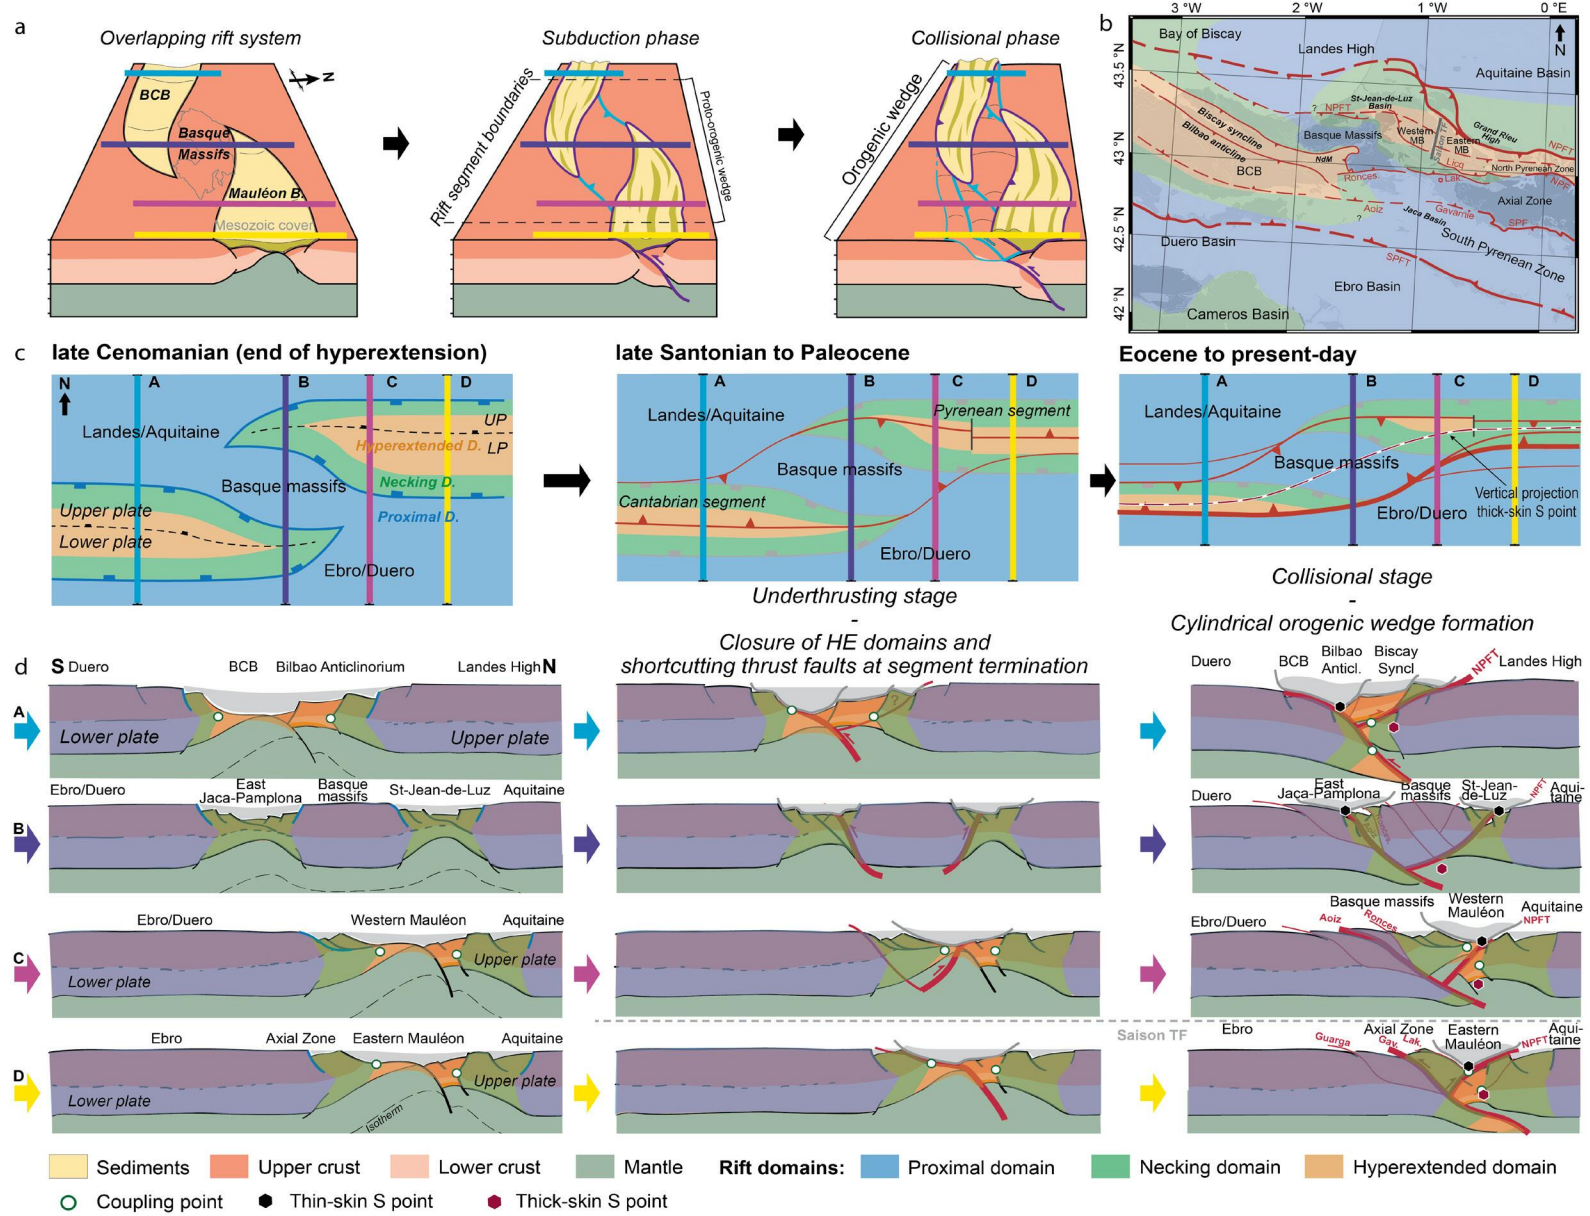 a
Overlapping rift system
Subduction phase
Collisional phase
N
BCB
Basque
Massifs
Mauléon B.
Mesozoic cover
Rift segment boundaries
Proto-orogenic wedge
Orogenic wedge
b
3 °W
2 °W
1 °W
0 °E
43.5 °N
43 °N
42.5 °N
42 °N
Bay of Biscay
Landes High
N
Aquitaine Basin
St-Jean-de-Luz
Basin
?
NPFT
Biscay syncline
Bilbao anticline
Basque Massifs
Western
MB
Saison TF
Eastern
MB
Grand Rieu
High
NPFT
NdM
BCB
Ronces
Licq
Lak.
North Pyrenean Zone
NPF
Axial Zone
Aoiz
?
Gavarnie
Jaca Basin
SPF
Duero Basin
South Pyrenean Zone
SPFT
Ebro Basin
Cameros Basin
c
late Cenomanian (end of hyperextension)
late Santonian to Paleocene
Eocene to present-day
N
A
B
C
D
Landes/Aquitaine
UP
Hyperextended D.
LP
Basque massifs
Necking D.
Proximal D.
Upper plate
Lower plate
Ebro/Duero
A
B
C
D
Landes/Aquitaine
Pyrenean segment
Basque massifs
Cantabrian segment
Ebro/Duero
A
B
C
D
Landes/Aquitaine
Basque massifs
Ebro/Duero
Vertical projection
thick-skin S point
Underthrusting stage
-
Closure of HE domains and
shortcutting thrust faults at segment termination
Collisional stage
-
Cylindrical orogenic wedge formation
d
S
Duero
BCB
Bilbao Anticlinorium
Landes High
N
A
Lower plate
Upper plate
?
Duero
BCB
Bilbao
Anticl.
Biscay
Syncl
NPFT
Landes High
Ebro/Duero
East
Jaca-Pamplona
Basque
massifs
St-Jean-de-Luz
Aquitaine
B
Duero
East
Jaca-Pamplona
Basque
massifs
St-Jean-
de-Luz
NPFT
Aqui-
taine
Ebro/Duero
Western Mauléon
Aquitaine
C
Upper plate
Lower plate
Ebro/Duero
Basque massifs
Aoiz
Ronces
Western
Mauléon
Aquitaine
NPFT
Saison TF
Ebro
Axial Zone
Eastern Mauléon
Aquitaine
D
Upper plate
Lower plate
Isotherm
Ebro
Guarga
Axial Zone
Gav.
Lak.
Eastern
Mauléon
NPFT
Aqui-
taine
Sediments
Upper crust
Lower crust
Mantle
Rift domains:
Proximal domain
Necking domain
Hyperextended domain
Coupling point
Thin-skin S point
Thick-skin S point